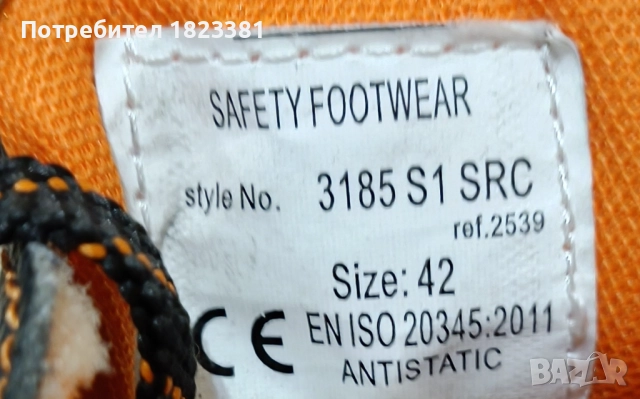 Потребител 1823381
SAFETY FOOTWEAR
style No. 3185 S1 SRC
ref.2539
Size: 42
CE EN ISO 20345:2011
ANTISTATIC
BAZAR